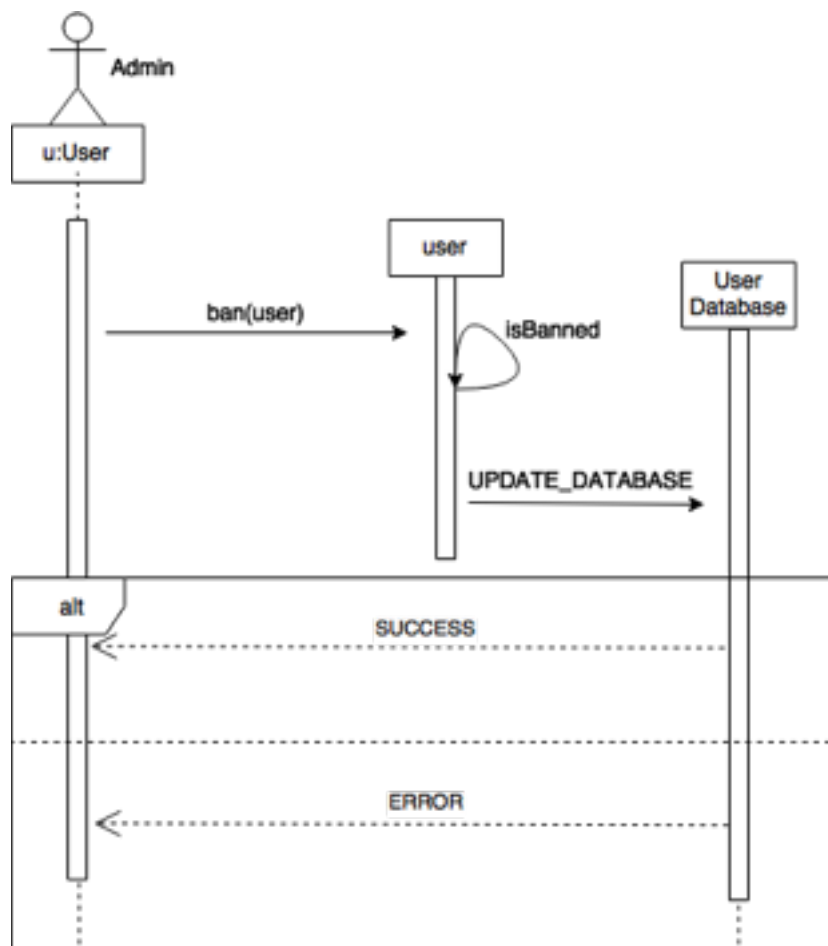 Admin
u:User
user
User
Database
ban(user)
isBanned
UPDATE_DATABASE
alt
SUCCESS
ERROR